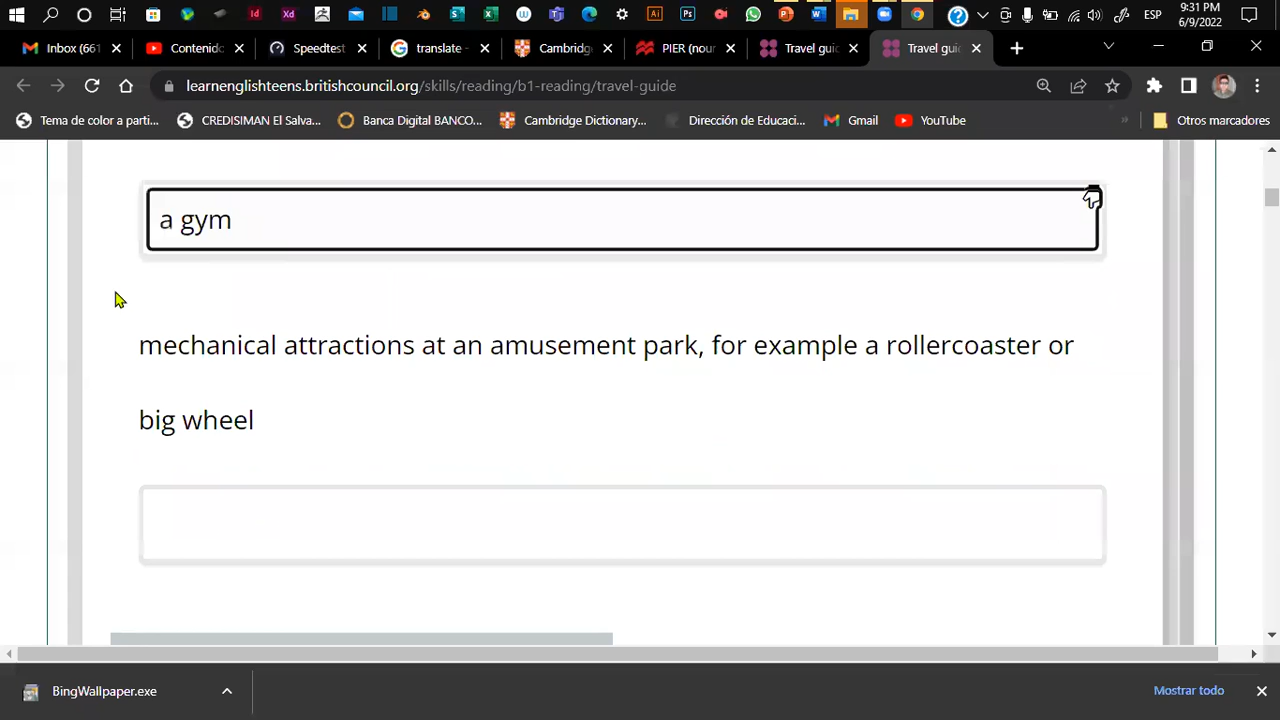 9:31 PM
ESP
6/9/2022
Inbox (661
Contenido
Speedtest
translate -
Cambridg
PIER (nour
Travel guid
Travel guid
learnenglishteens.britishcouncil.org/skills/reading/b1-reading/travel-guide
Tema de color a parti...
CREDISIMAN El Salva...
Banca Digital BANCO...
Cambridge Dictionary...
Dirección de Educaci...
Gmail
YouTube
»
Otros marcadores
a gym
mechanical attractions at an amusement park, for example a rollercoaster or
big wheel
BingWallpaper.exe
Mostrar todo